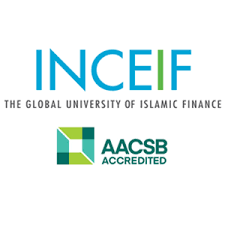 INCEIF
THE GLOBAL UNIVERSITY OF ISLAMIC FINANCE
AACSB
ACCREDITED